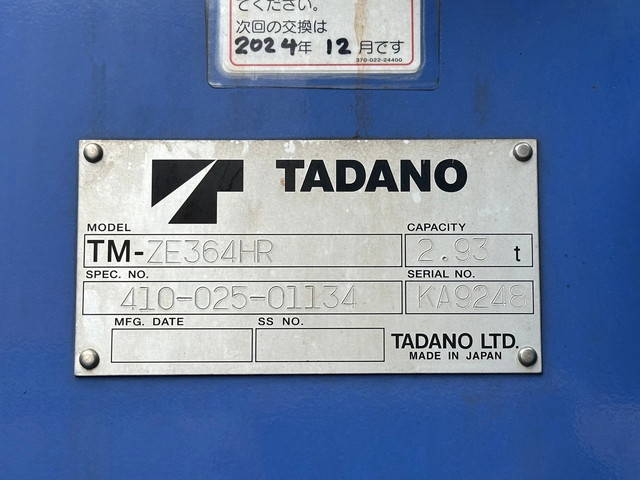 てください。
次回の交換は
2024年 12月です
370-022-24400
TADANO
MODEL
TM-ZE364HR
CAPACITY
2.93 t
SPEC. NO.
410-025-01134
SERIAL NO.
KA9248
MFG. DATE
SS NO.
TADANO LTD.
MADE IN JAPAN